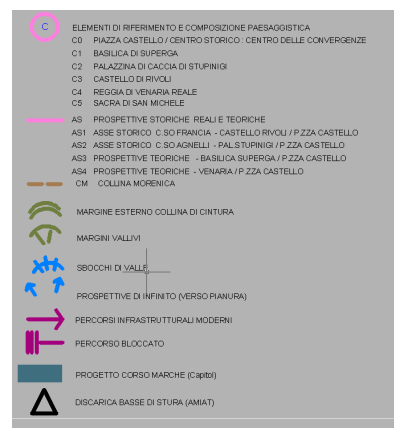 C ELEMENTI DI RIFERIMENTO E COMPOSIZIONE PAESAGGISTICA
C0 PIAZZA CASTELLO / CENTRO STORICO : CENTRO DELLE CONVERGENZE
C1 BASILICA DI SUPERGA
C2 PALAZZINA DI CACCIA DI STUPINIGI
C3 CASTELLO DI RIVOLI
C4 REGGIA DI VENARIA REALE
C5 SACRA DI SAN MICHELE
AS PROSPETTIVE STORICHE REALI E TEORICHE
AS1 ASSE STORICO C.SO FRANCIA - CASTELLO RIVOLI / P.ZZA CASTELLO
AS2 ASSE STORICO C.SO AGNELLI - PAL.STUPINIGI / P.ZZA CASTELLO
AS3 PROSPETTIVE TEORICHE - BASILICA SUPERGA / P.ZZA CASTELLO
AS4 PROSPETTIVE TEORICHE - VENARIA / P.ZZA CASTELLO
CM COLLINA MORENICA
MARGINE ESTERNO COLLINA DI CINTURA
MARGINI VALLIVI
SBOCCHI DI VALLE
PROSPETTIVE DI INFINITO (VERSO PIANURA)
PERCORSI INFRASTRUTTURALI MODERNI
PERCORSO BLOCCATO
PROGETTO CORSO MARCHE (Capitol)
DISCARICA BASSE DI STURA (AMIAT)